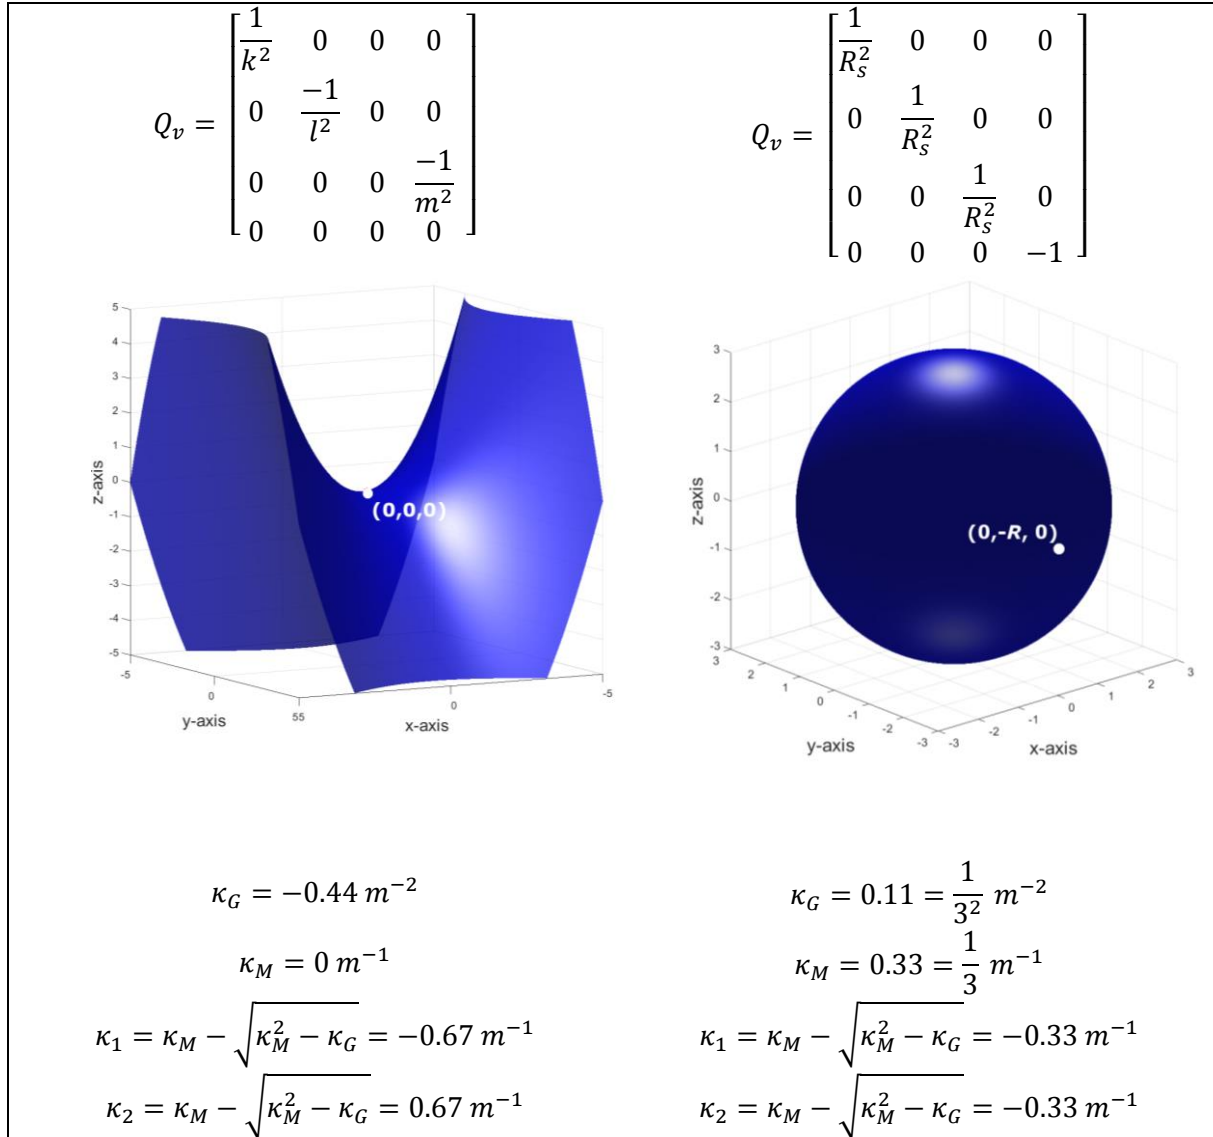 Q_v = [ 1/k² 0 0 0
0 -1/l² 0 0
0 0 0 -1/m²
0 0 0 0 ]
Q_v = [ 1/R_s² 0 0 0
0 1/R_s² 0 0
0 0 1/R_s² 0
0 0 0 -1 ]
5
4
3
2
1
0
-1
-2
-3
-4
-5
z-axis
(0,0,0)
-5
0
55
0
-5
y-axis
x-axis
3
2
1
0
-1
-2
-3
z-axis
(0,-R, 0)
3
2
1
0
-1
-2
-3
-3
-2
-1
0
1
2
3
y-axis
x-axis
κ_G = −0.44 m⁻²
κ_M = 0 m⁻¹
κ₁ = κ_M − √(κ_M² − κ_G) = −0.67 m⁻¹
κ₂ = κ_M − √(κ_M² − κ_G) = 0.67 m⁻¹
κ_G = 0.11 = 1/3² m⁻²
κ_M = 0.33 = 1/3 m⁻¹
κ₁ = κ_M − √(κ_M² − κ_G) = −0.33 m⁻¹
κ₂ = κ_M − √(κ_M² − κ_G) = −0.33 m⁻¹